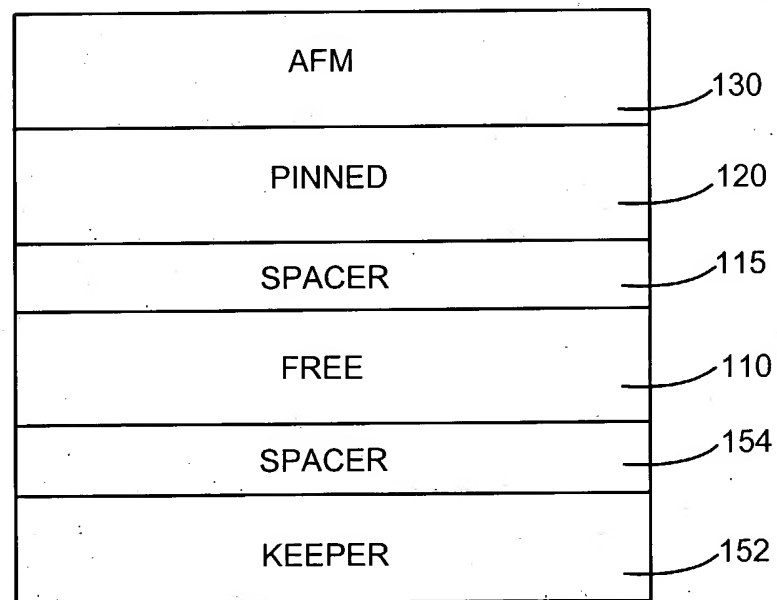 AFM
130
PINNED
120
SPACER
115
FREE
110
SPACER
154
KEEPER
152